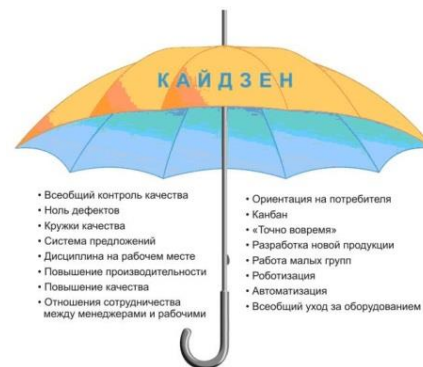 КАЙДЗЕН
• Всеобщий контроль качества
• Ноль дефектов
• Кружки качества
• Система предложений
• Дисциплина на рабочем месте
• Повышение производительности
• Повышение качества
• Отношения сотрудничества
между менеджерами и рабочими
• Ориентация на потребителя
• Канбан
• «Точно вовремя»
• Разработка новой продукции
• Работа малых групп
• Роботизация
• Автоматизация
• Всеобщий уход за оборудованием